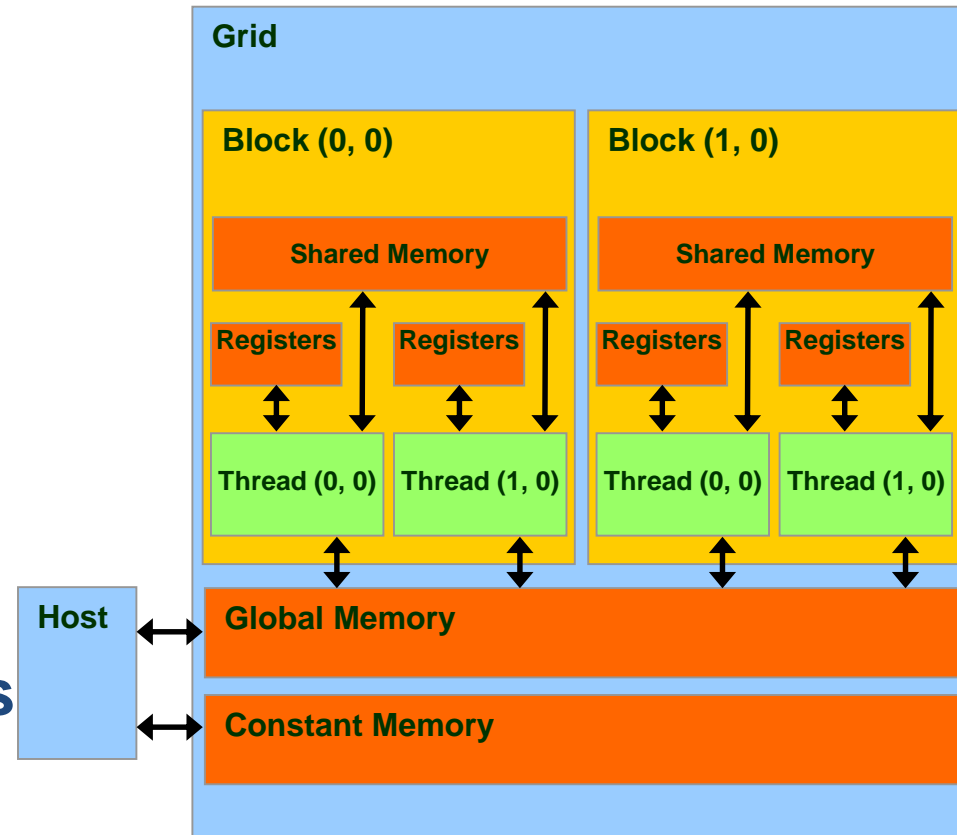 Grid
Block (0, 0)
Block (1, 0)
Shared Memory
Shared Memory
Registers
Registers
Registers
Registers
Thread (0, 0)
Thread (1, 0)
Thread (0, 0)
Thread (1, 0)
Host
Global Memory
s
Constant Memory